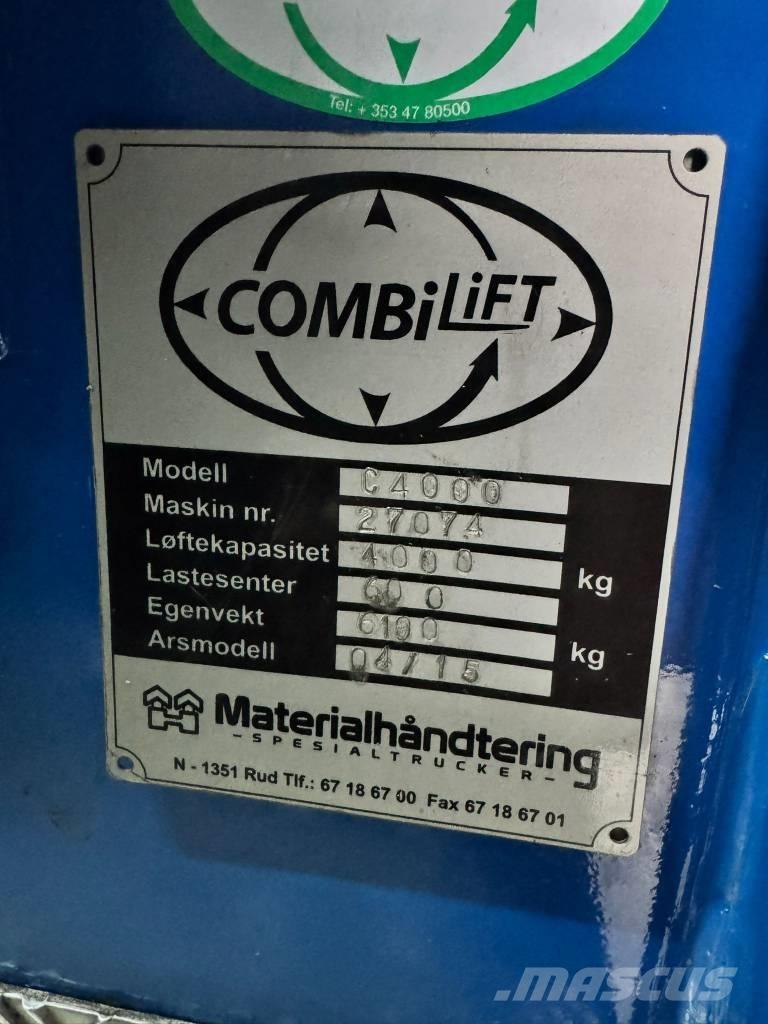 Tel: + 353 47 80500
COMBiLiFT
Modell C4000
Maskin nr. 27074
Løftekapasitet 4000 kg
Lastesenter 600
Egenvekt 6100 kg
Arsmodell 04/15
Materialhåndtering
-SPESIALTRUCKER-
N - 1351 Rud Tlf.: 67 18 67 00 Fax 67 18 67 01
MASCUS